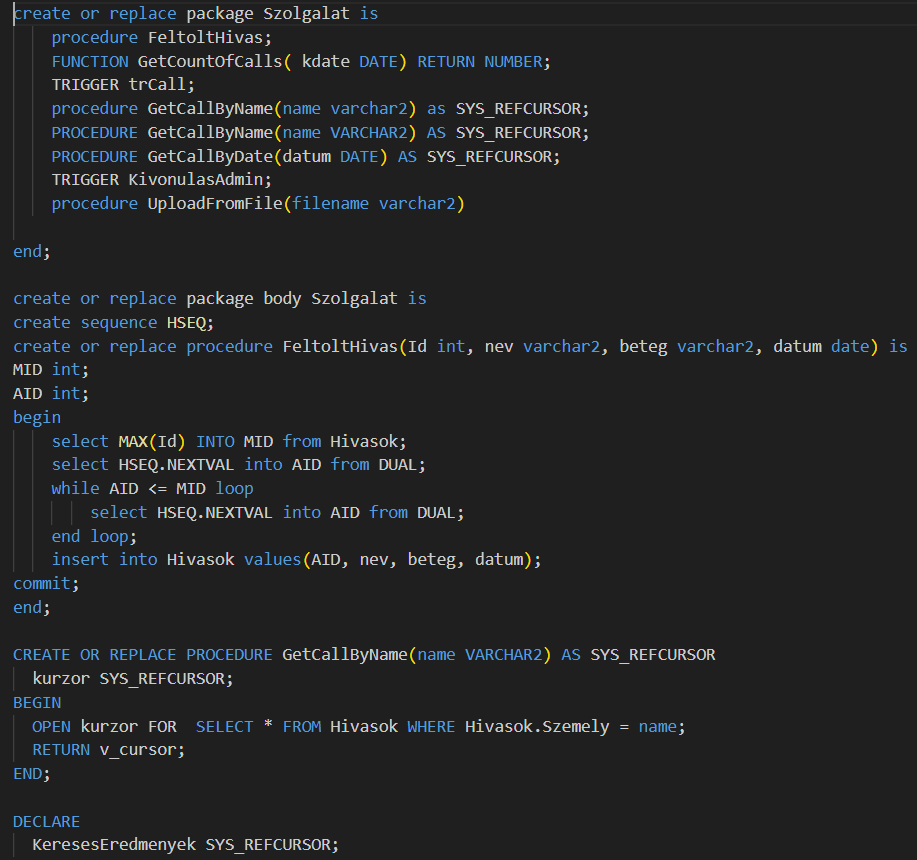 create or replace package Szolgalat is
procedure FeltoltHivas;
FUNCTION GetCountOfCalls( kdate DATE) RETURN NUMBER;
TRIGGER trCall;
procedure GetCallByName(name varchar2) as SYS_REFCURSOR;
PROCEDURE GetCallByName(name VARCHAR2) AS SYS_REFCURSOR;
PROCEDURE GetCallByDate(datum DATE) AS SYS_REFCURSOR;
TRIGGER KivonulasAdmin;
procedure UploadFromFile(filename varchar2)
end;
create or replace package body Szolgalat is
create sequence HSEQ;
create or replace procedure FeltoltHivas(Id int, nev varchar2, beteg varchar2, datum date) is
MID int;
AID int;
begin
select MAX(Id) INTO MID from Hivasok;
select HSEQ.NEXTVAL into AID from DUAL;
while AID <= MID loop
select HSEQ.NEXTVAL into AID from DUAL;
end loop;
insert into Hivasok values(AID, nev, beteg, datum);
commit;
end;
CREATE OR REPLACE PROCEDURE GetCallByName(name VARCHAR2) AS SYS_REFCURSOR
kurzor SYS_REFCURSOR;
BEGIN
OPEN kurzor FOR  SELECT * FROM Hivasok WHERE Hivasok.Szemely = name;
RETURN v_cursor;
END;
DECLARE
KeresesEredmenyek SYS_REFCURSOR;